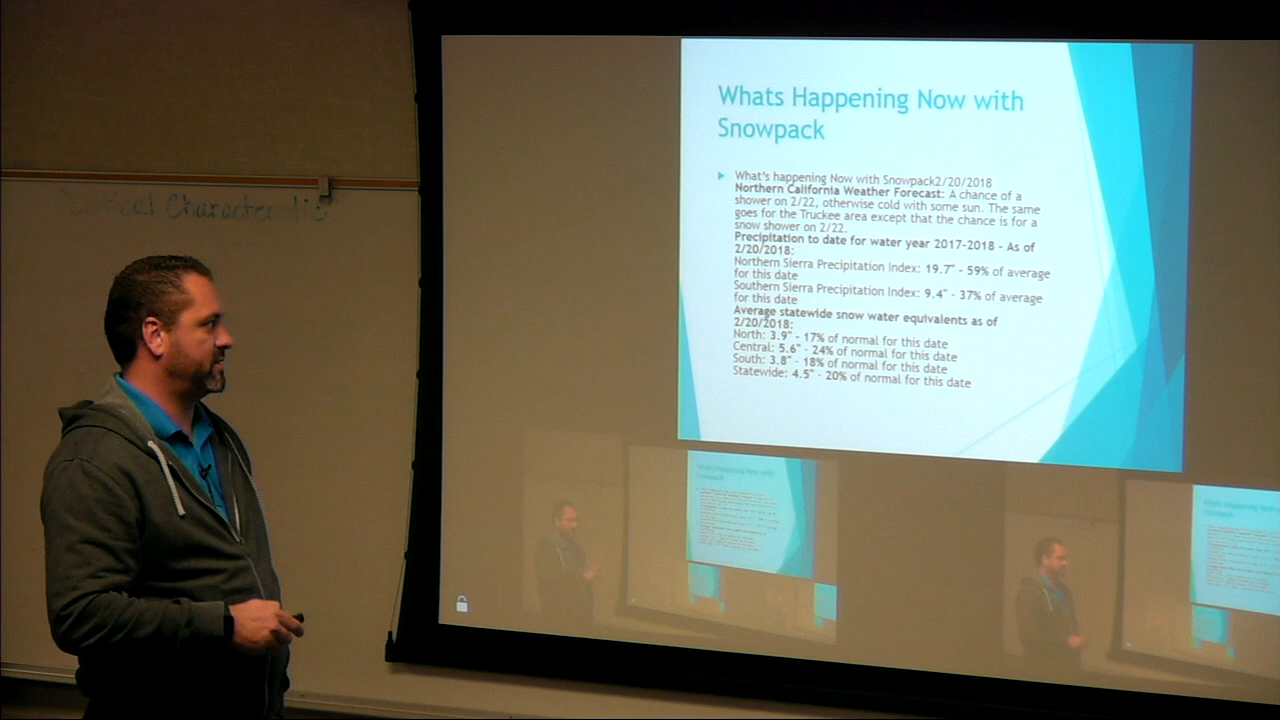 Whats Happening Now with
Snowpack
What's happening Now with Snowpack2/20/2018
Northern California Weather Forecast: A chance of a
shower on 2/22, otherwise cold with some sun. The same
goes for the Truckee area except that the chance is for a
snow shower on 2/22.
Precipitation to date for water year 2017-2018 - As of
2/20/2018:
Northern Sierra Precipitation Index: 19.7" - 59% of average
for this date
Southern Sierra Precipitation Index: 9.4" - 37% of average
for this date
Average statewide snow water equivalents as of
2/20/2018:
North: 3.9" - 17% of normal for this date
Central: 5.6" - 24% of normal for this date
South: 3.8" - 18% of normal for this date
Statewide: 4.5" - 20% of normal for this date
Critical Characteristic
Whats Happening Now with
Snowpack